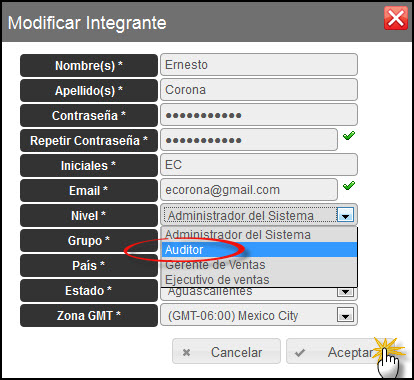 Modificar Integrante
Nombre(s) * Ernesto
Apellido(s) * Corona
Contraseña * ●●●●●●●●●●●
Repetir Contraseña * ●●●●●●●●●●●
Iniciales * EC
Email * ecorona@gmail.com
Nivel * Administrador del Sistema
Grupo * Administrador del Sistema
Auditor
País * Gerente de Ventas
Ejecutivo de ventas
Estado * Aguascalientes
Zona GMT * (GMT-06:00) Mexico City
Cancelar Aceptar